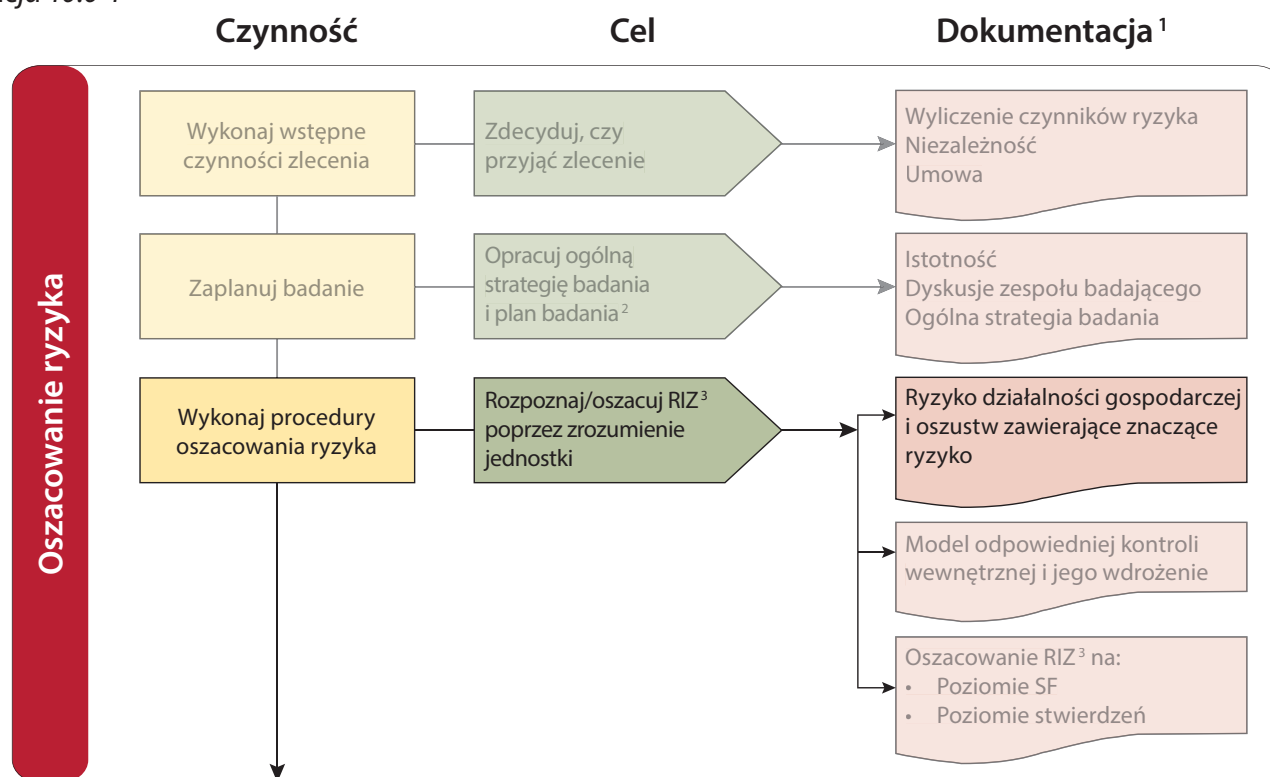 Czynność
Cel
Dokumentacja ¹
Oszacowanie ryzyka
Wykonaj wstępne
czynności zlecenia
Zdecyduj, czy
przyjąć zlecenie
Wyliczenie czynników ryzyka
Niezależność
Umowa
Zaplanuj badanie
Opracuj ogólną
strategię badania
i plan badania ²
Istotność
Dyskusje zespołu badającego
Ogólna strategia badania
Wykonaj procedury
oszacowania ryzyka
Rozpoznaj/oszacuj RIZ ³
poprzez zrozumienie
jednostki
Ryzyko działalności gospodarczej
i oszustw zawierające znaczące
ryzyko
Model odpowiedniej kontroli
wewnętrznej i jego wdrożenie
Oszacowanie RIZ ³ na:
• Poziomie SF
• Poziomie stwierdzeń